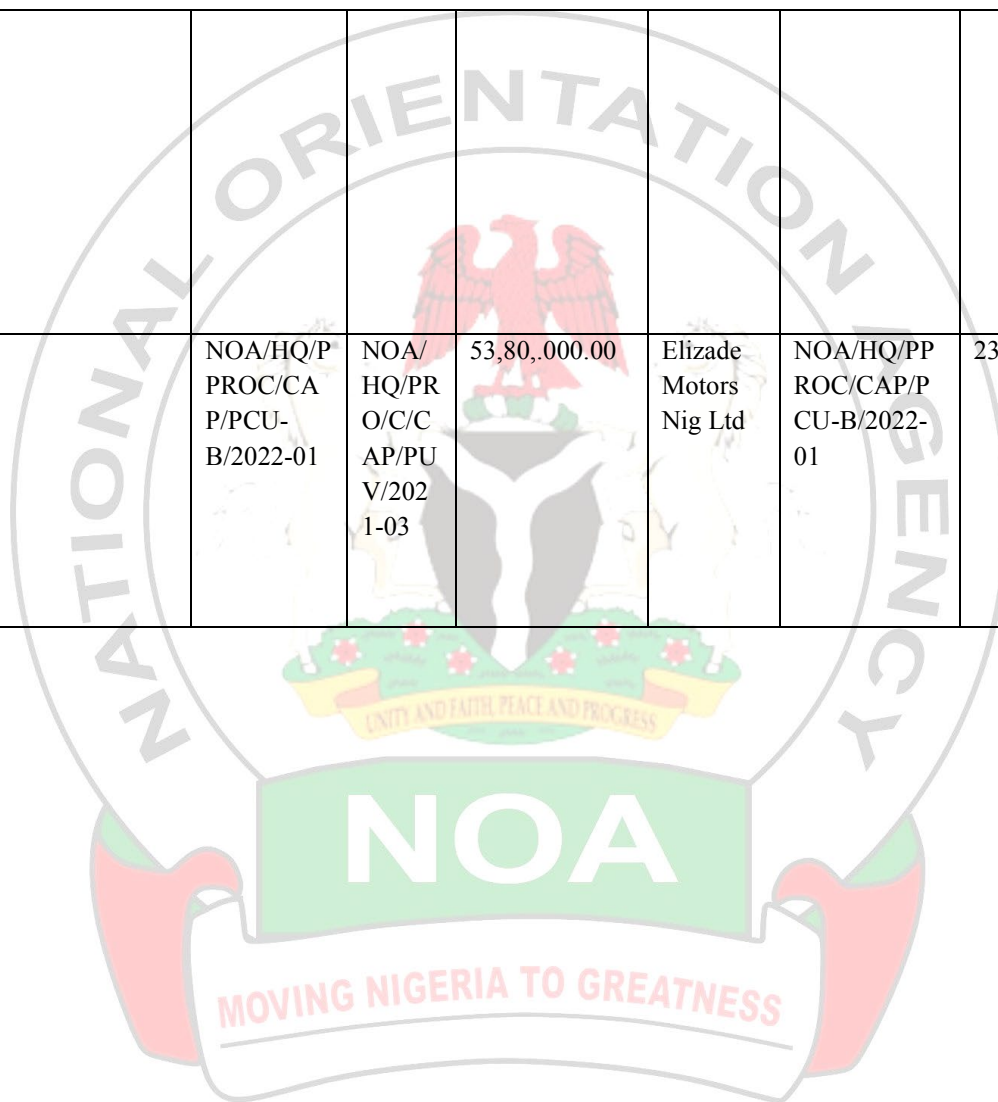 NATIONAL ORIENTATION AGENCY
NOA/HQ/P
PROC/CA
P/PCU-
B/2022-01
NOA/
HQ/PR
O/C/C
AP/PU
V/202
1-03
53,80,.000.00
Elizade
Motors
Nig Ltd
NOA/HQ/PP
ROC/CAP/P
CU-B/2022-
01
23
UNITY AND FAITH, PEACE AND PROGRESS
NOA
MOVING NIGERIA TO GREATNESS